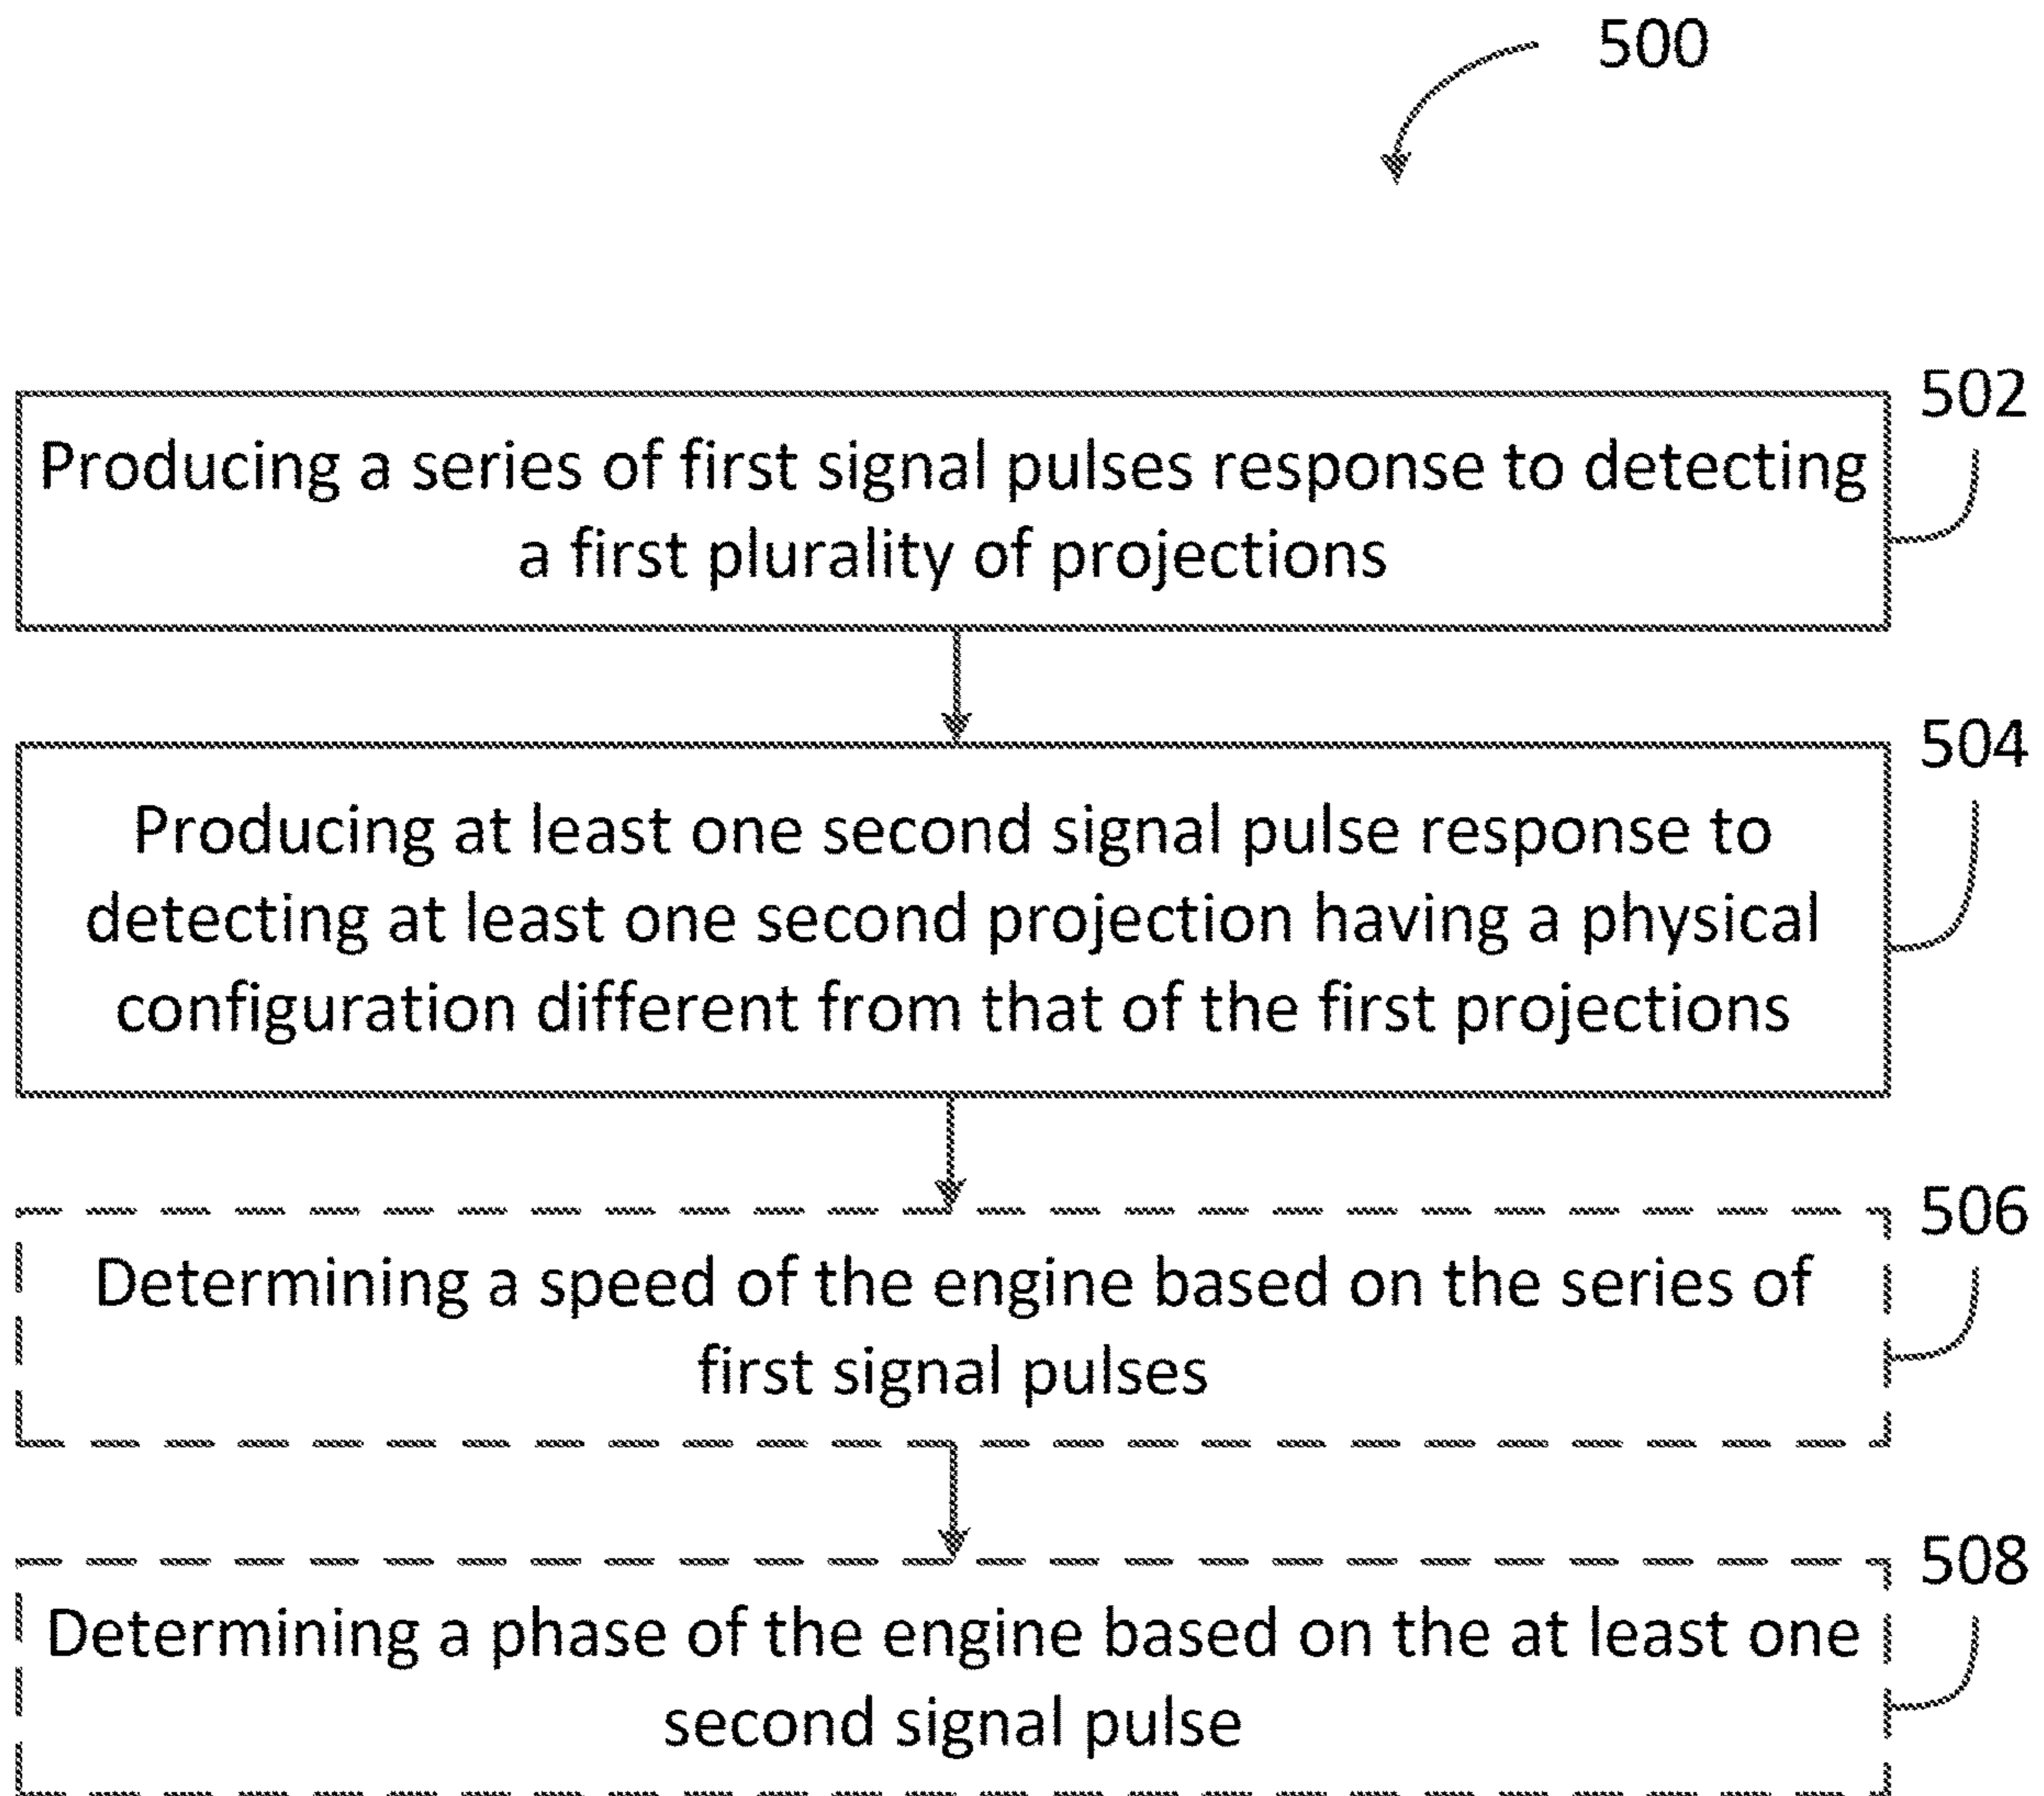 500
502
Producing a series of first signal pulses response to detecting
a first plurality of projections
504
Producing at least one second signal pulse response to
detecting at least one second projection having a physical
configuration different from that of the first projections
506
Determining a speed of the engine based on the series of
first signal pulses
508
Determining a phase of the engine based on the at least one
second signal pulse